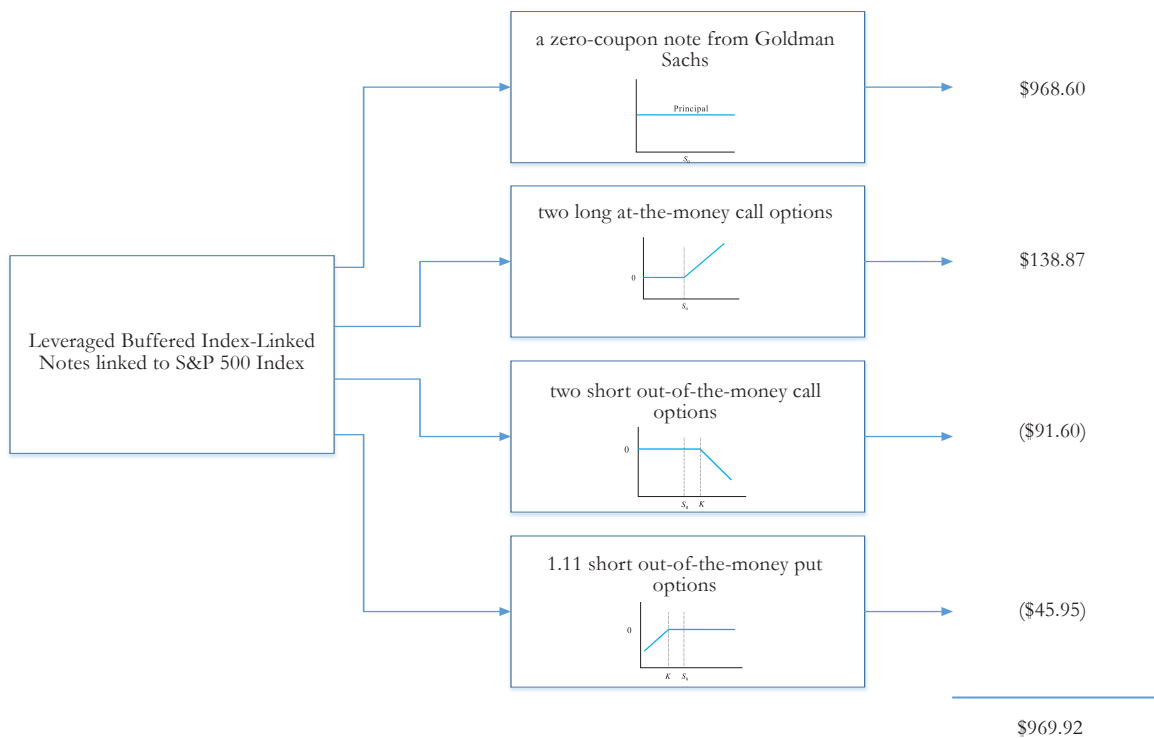 a zero-coupon note from Goldman
Sachs
Principal
S₀
$968.60
two long at-the-money call options
0
S₀
$138.87
Leveraged Buffered Index-Linked
Notes linked to S&P 500 Index
two short out-of-the-money call
options
0
S₀ K
($91.60)
1.11 short out-of-the-money put
options
0
K S₀
($45.95)
$969.92